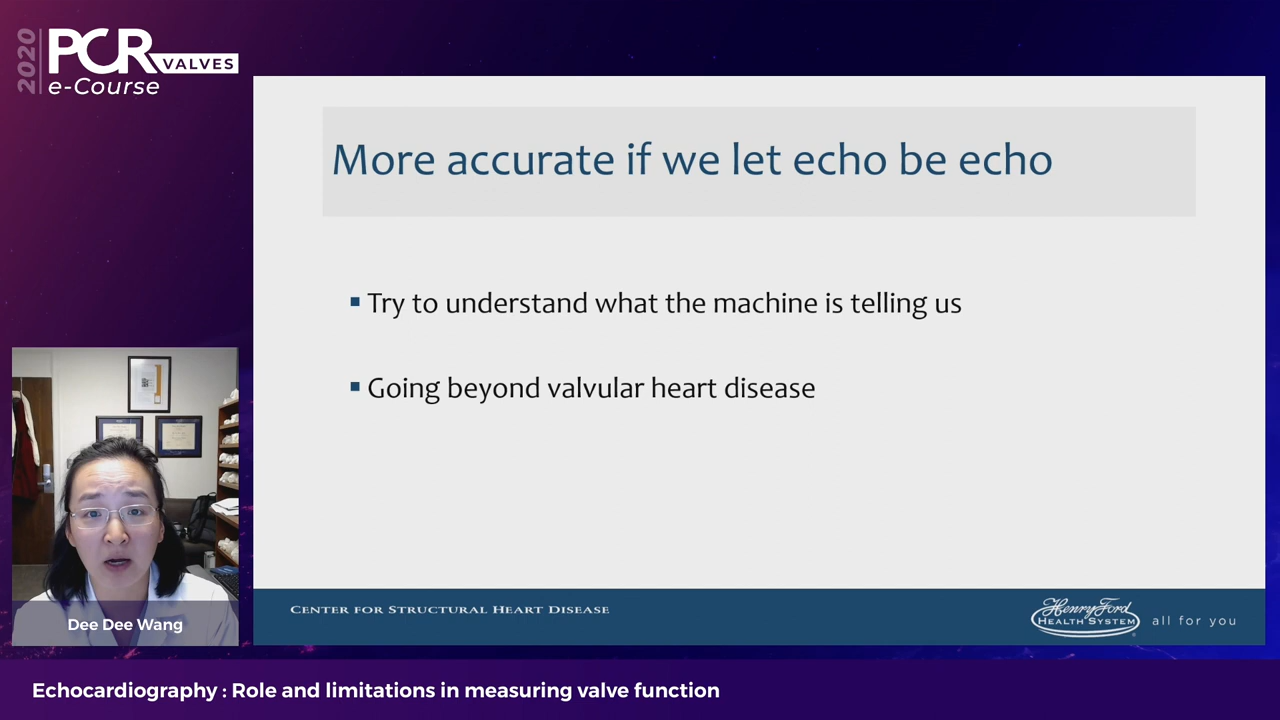 2020
PCR
VALVES
e-Course
More accurate if we let echo be echo
Try to understand what the machine is telling us
Going beyond valvular heart disease
Dee Dee Wang
CENTER FOR STRUCTURAL HEART DISEASE
Henry Ford
HEALTH SYSTEM
all for you
Echocardiography : Role and limitations in measuring valve function